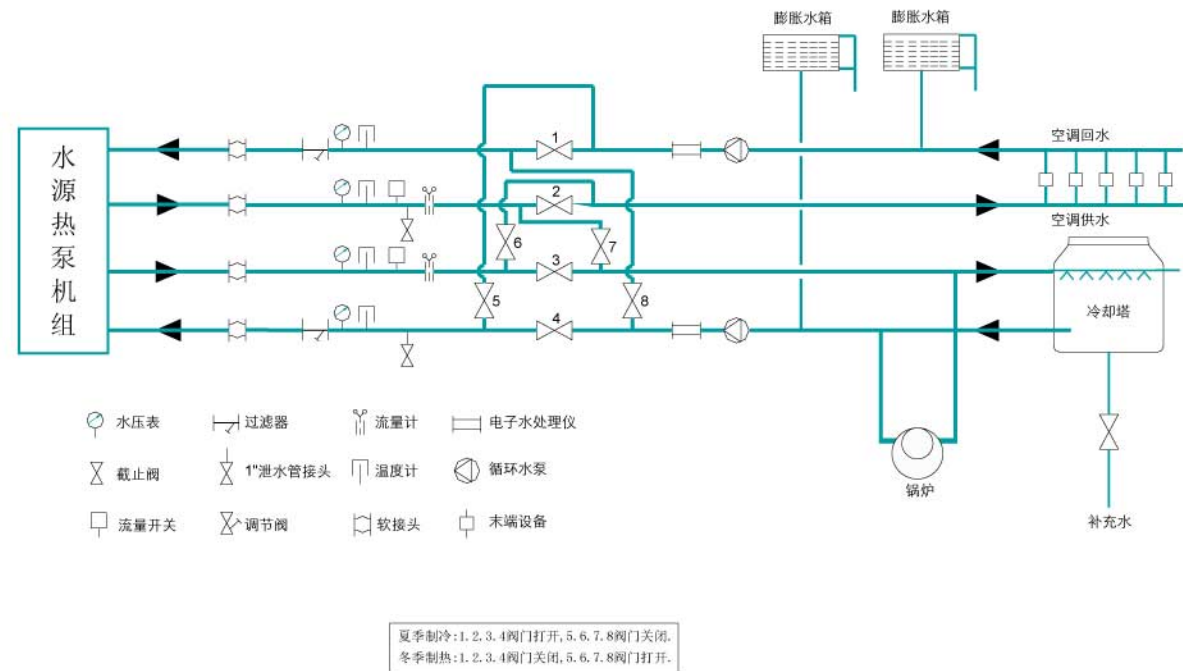 膨胀水箱
膨胀水箱
水源热泵机组
1
空调回水
2
空调供水
6
7
3
5
8
4
冷却塔
水压表
过滤器
流量计
电子水处理仪
截止阀
1"泄水管接头
温度计
循环水泵
流量开关
调节阀
软接头
末端设备
锅炉
补充水
夏季制冷:1.2.3.4阀门打开,5.6.7.8阀门关闭.
冬季制热:1.2.3.4阀门关闭,5.6.7.8阀门打开.